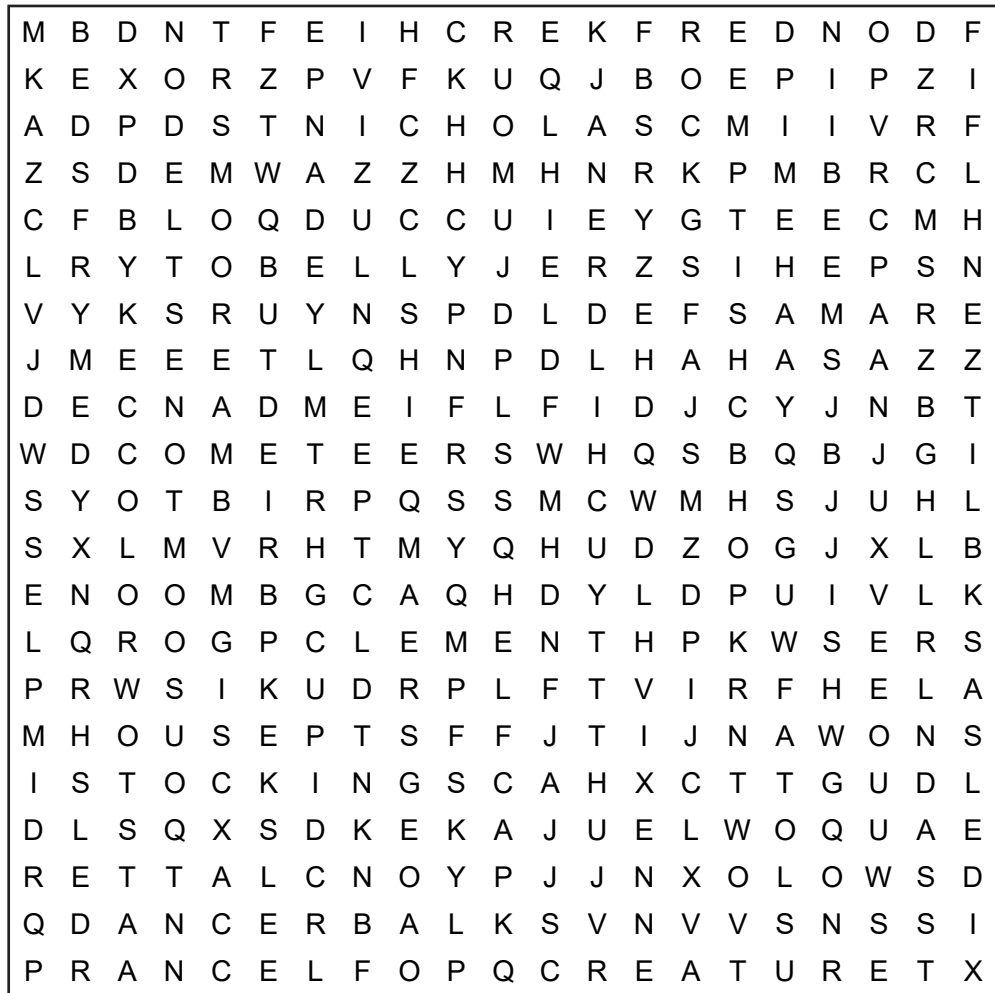 M B D N T F E I H C R E K F R E D N O D F
K E X O R Z P V F K U Q J B O E P I P Z I
A D P D S T N I C H O L A S C M I I V R F
Z S D E M W A Z Z H M H N R K P M B R C L
C F B L O Q D U C C U I E Y G T E E C M H
L R Y T O B E L L Y J E R Z S I H E P S N
V Y K S R U Y N S P D L D E F S A M A R E
J M E E E T L Q H N P D L H A H A S A Z Z
D E C N A D M E I F L F I D J C Y J N B T
W D C O M E T E E R S W H Q S B Q B J G I
S Y O T B I R P Q S S M C W M H S J U H L
S X L M V R H T M Y Q H U D Z O G J X L B
E N O O M B G C A Q H D Y L D P U I V L K
L Q R O G P C L E M E N T H P K W S E R S
P R W S I K U D R P L F T V I R F H E L A
M H O U S E P T S F F J T I J N A W O N S
I S T O C K I N G S C A H X C T T G U D L
D L S Q X S D K E K A J U E L W O Q U A E
R E T T A L C N O Y P J J N X O L O W S D
Q D A N C E R B A L K S V N V V S N S S I
P R A N C E L F O P Q C R E A T U R E T X